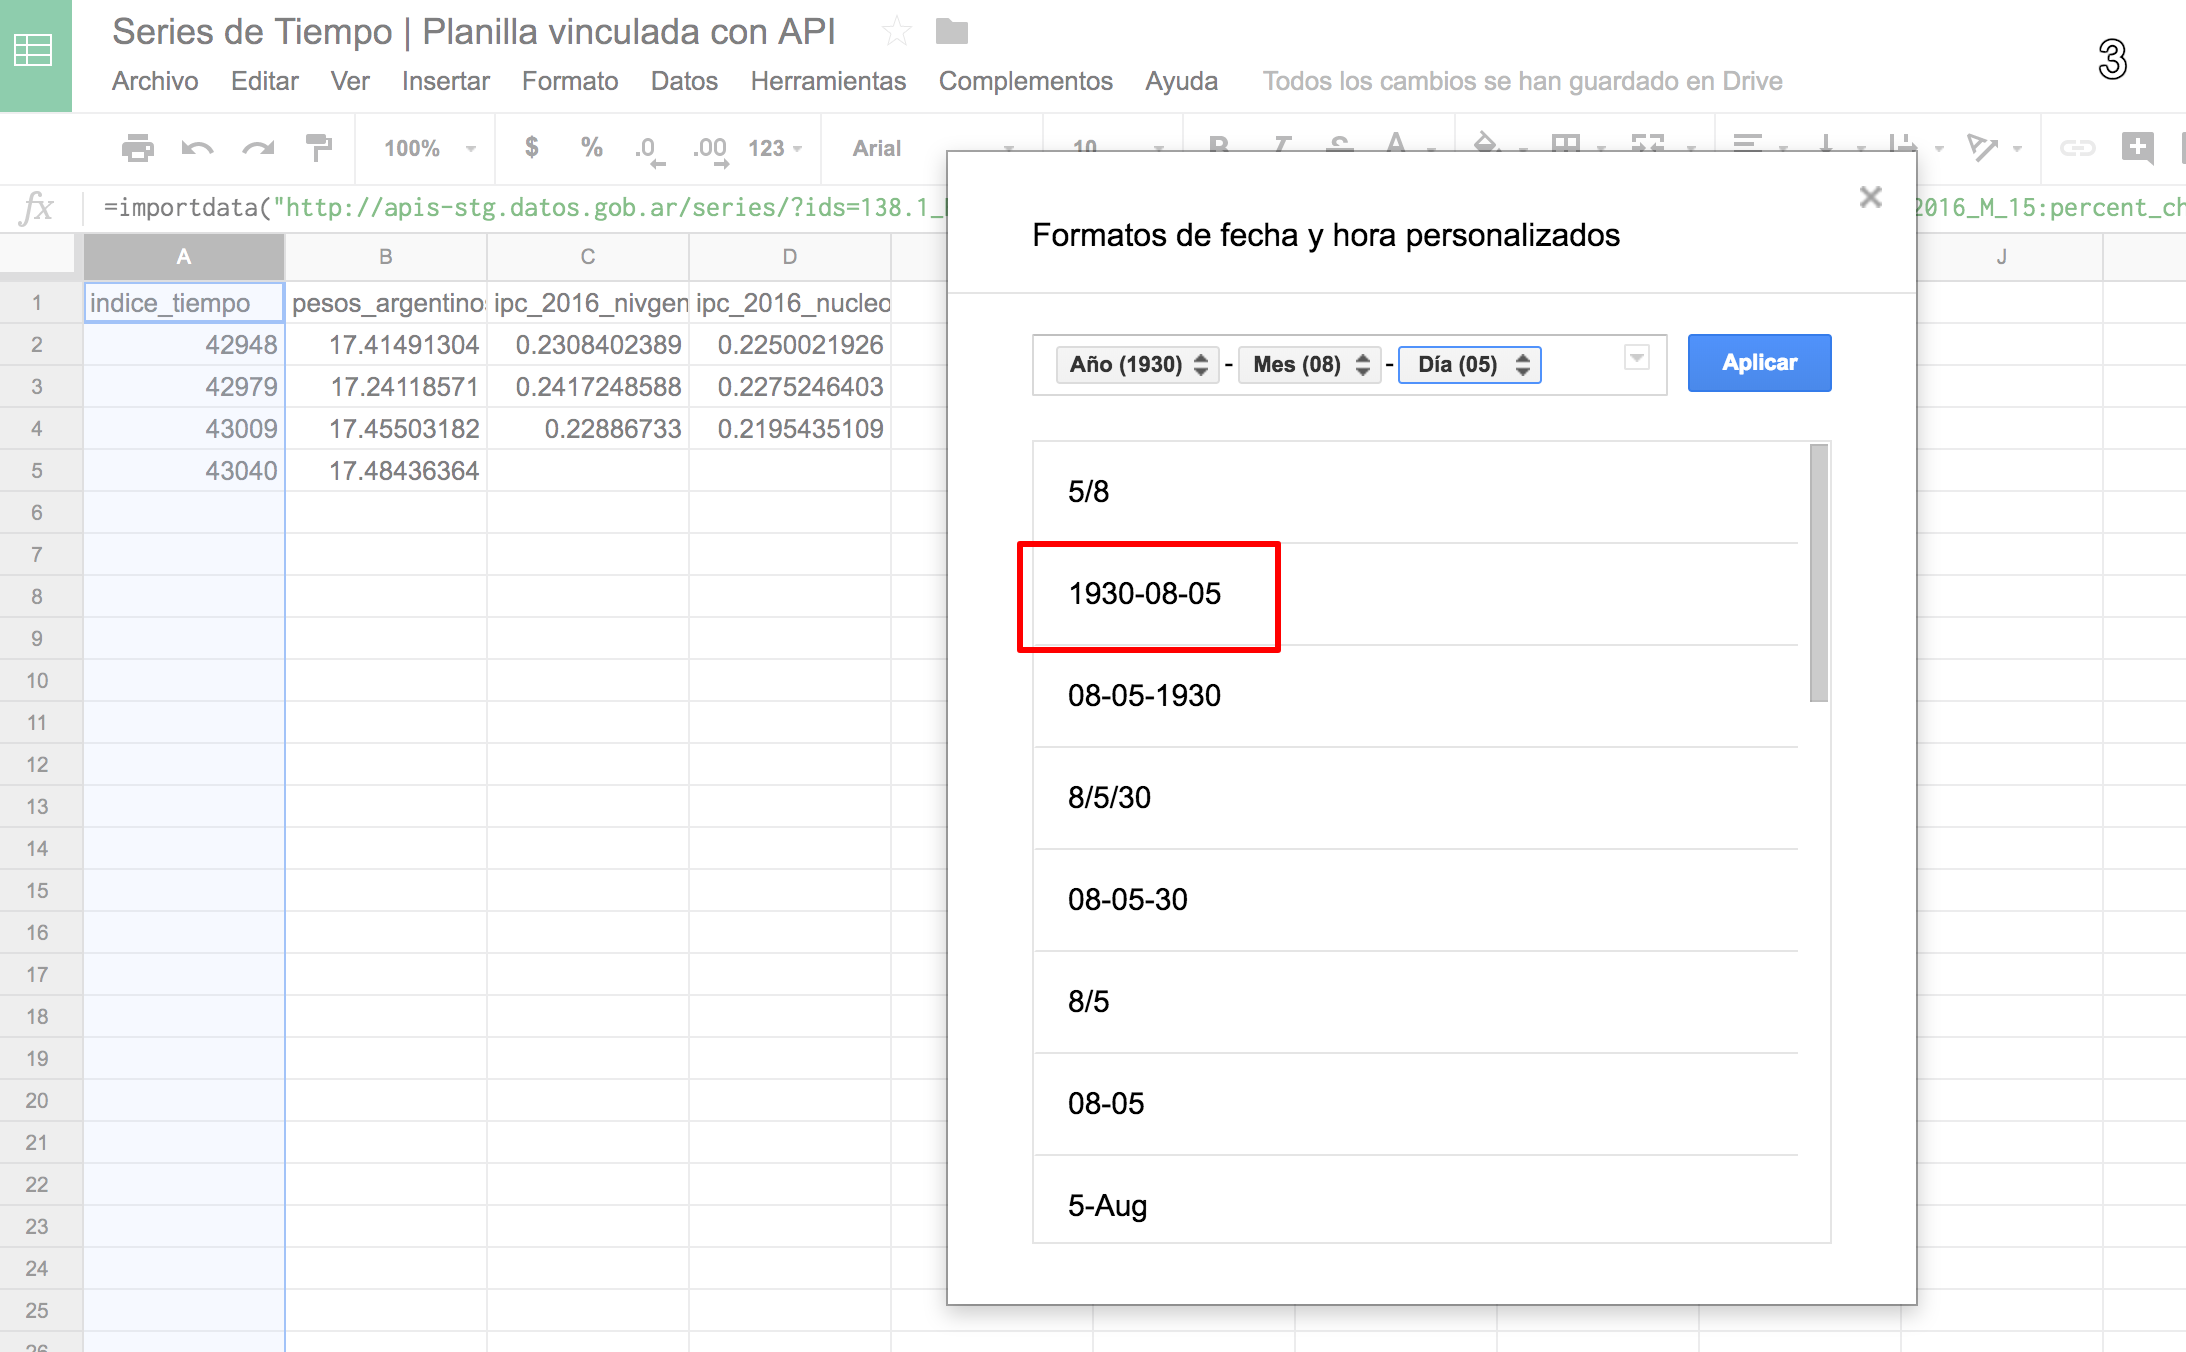 Series de Tiempo | Planilla vinculada con API
3
Archivo Editar Ver Insertar Formato Datos Herramientas Complementos Ayuda Todos los cambios se han guardado en Drive
100% $ % .0 .00 123 Arial 10
fx =importdata("http://apis-stg.datos.gob.ar/series/?ids=138.1_ 2016_M_15:percent_ch
A B C D J
1 indice_tiempo pesos_argentinos ipc_2016_nivgen ipc_2016_nucleo
2 42948 17.41491304 0.2308402389 0.2250021926
3 42979 17.24118571 0.2417248588 0.2275246403
4 43009 17.45503182 0.22886733 0.2195435109
5 43040 17.48436364
6
7
8
9
10
11
12
13
14
15
16
17
18
19
20
21
22
23
24
25
26
Formatos de fecha y hora personalizados
Año (1930) - Mes (08) - Día (05) Aplicar
5/8
1930-08-05
08-05-1930
8/5/30
08-05-30
8/5
08-05
5-Aug